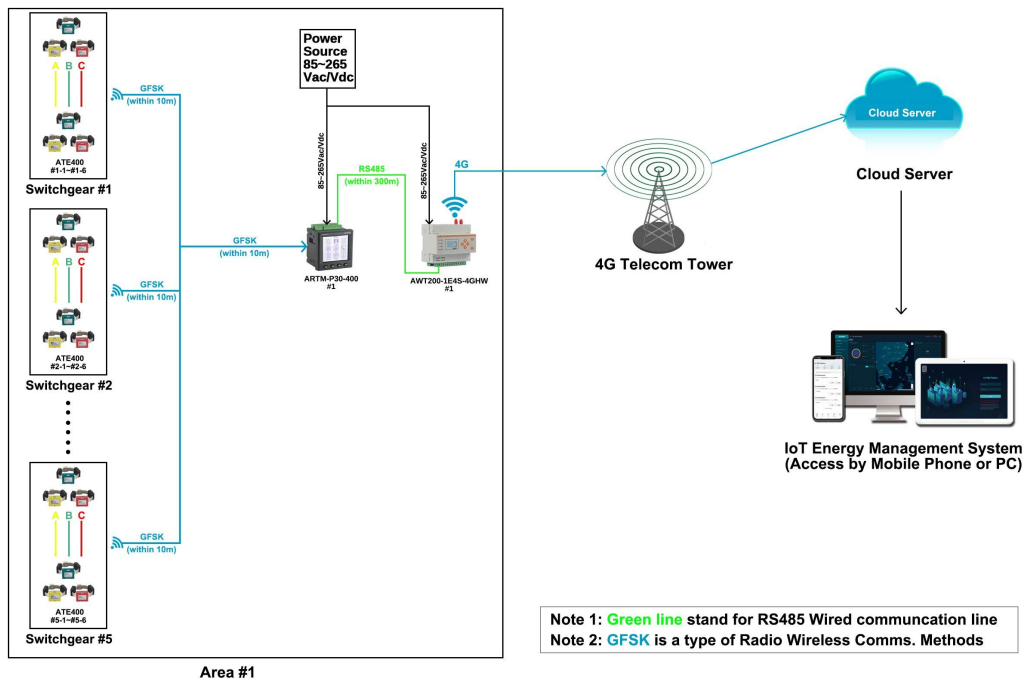 A B C
ATE400
#1-1~#1-6
Switchgear #1
GFSK
(within 10m)
A B C
ATE400
#2-1~#2-6
Switchgear #2
GFSK
(within 10m)
A B C
ATE400
#5-1~#5-6
Switchgear #5
GFSK
(within 10m)
GFSK
(within 10m)
Power
Source
85~265
Vac/Vdc
85~265Vac/Vdc
85~265Vac/Vdc
RS485
(within 300m)
ARTM-P30-400
#1
4G
AWT200-1E4S-4GHW
#1
Area #1
4G Telecom Tower
Cloud Server
Cloud Server
IoT Energy Management System
(Access by Mobile Phone or PC)
Note 1: Green line stand for RS485 Wired communcation line
Note 2: GFSK is a type of Radio Wireless Comms. Methods